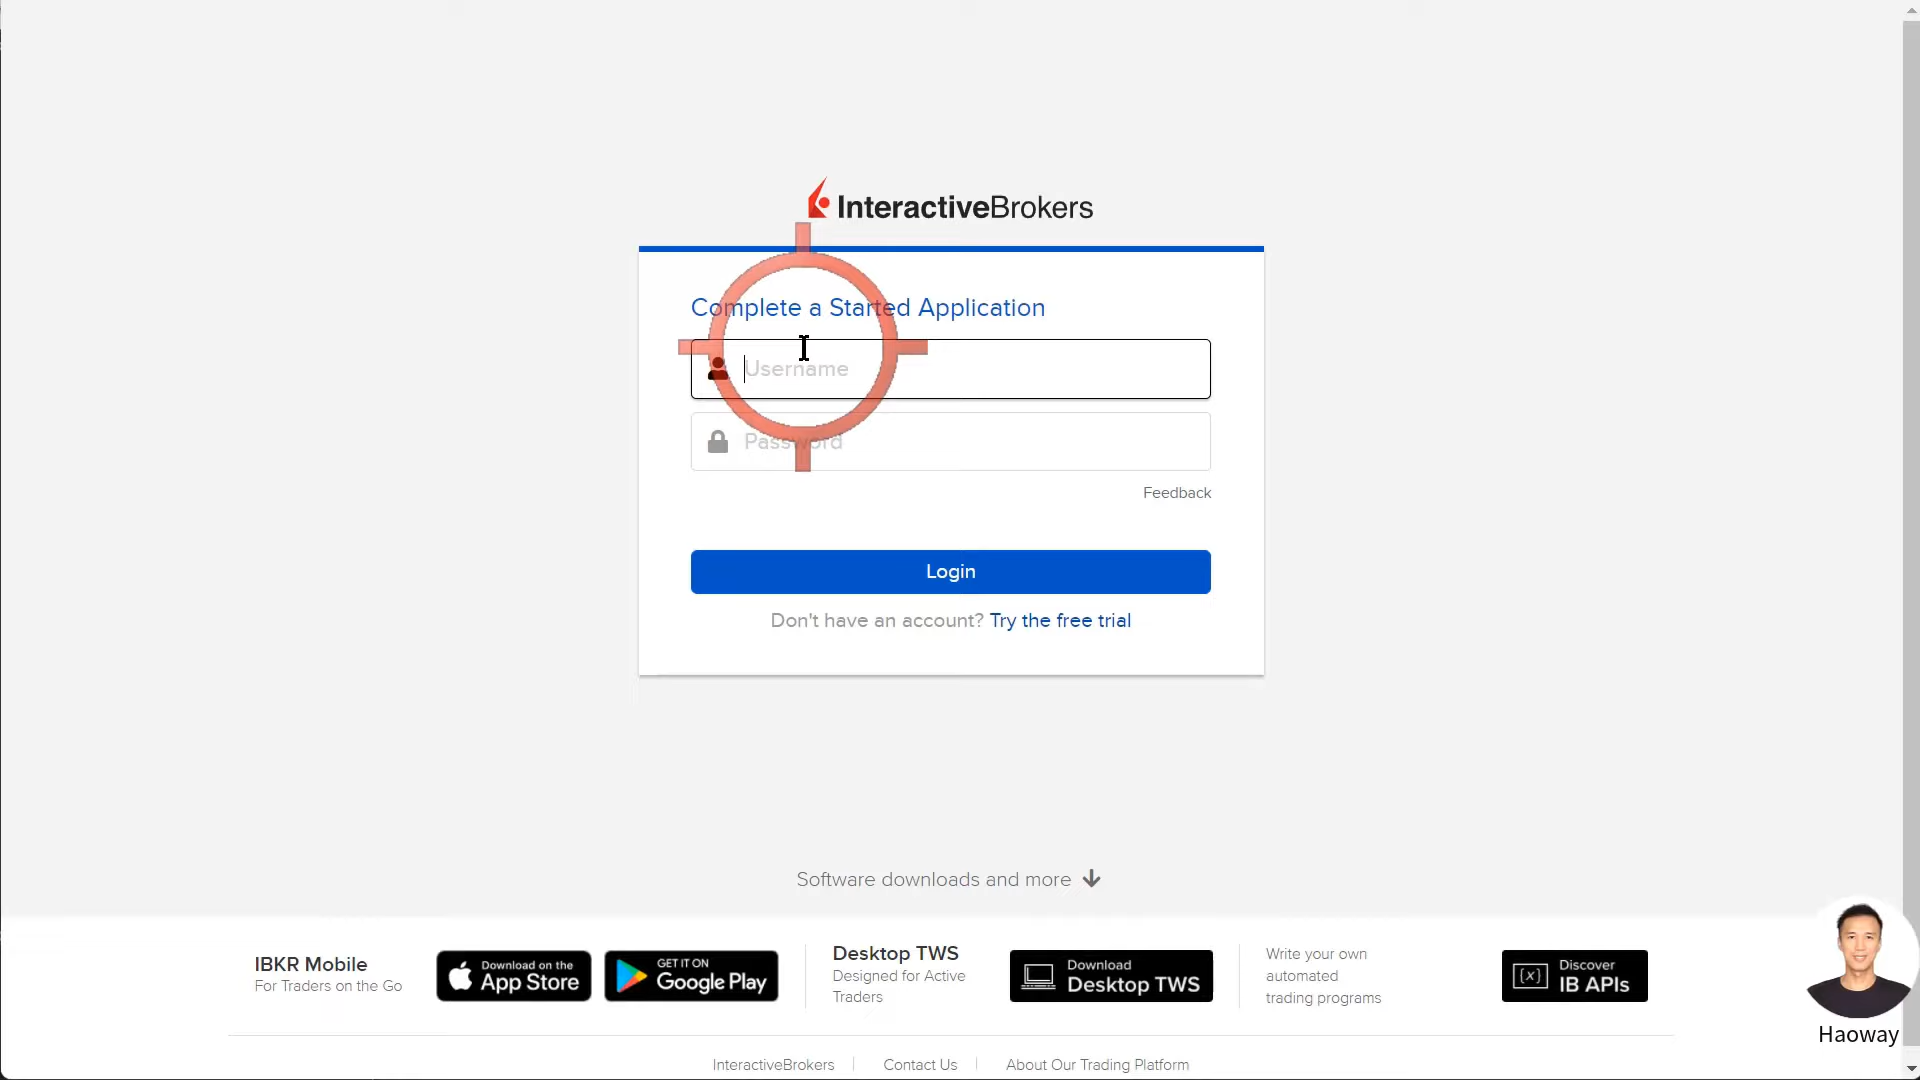 InteractiveBrokers
Complete a Started Application
Username
Password
Feedback
Login
Don't have an account? Try the free trial
Software downloads and more
IBKR Mobile
For Traders on the Go
Download on the
App Store
GET IT ON
Google Play
Desktop TWS
Designed for Active
Traders
Download
Desktop TWS
Write your own
automated
trading programs
{x}
Discover
IB APIs
Haoway
InteractiveBrokers
Contact Us
About Our Trading Platform